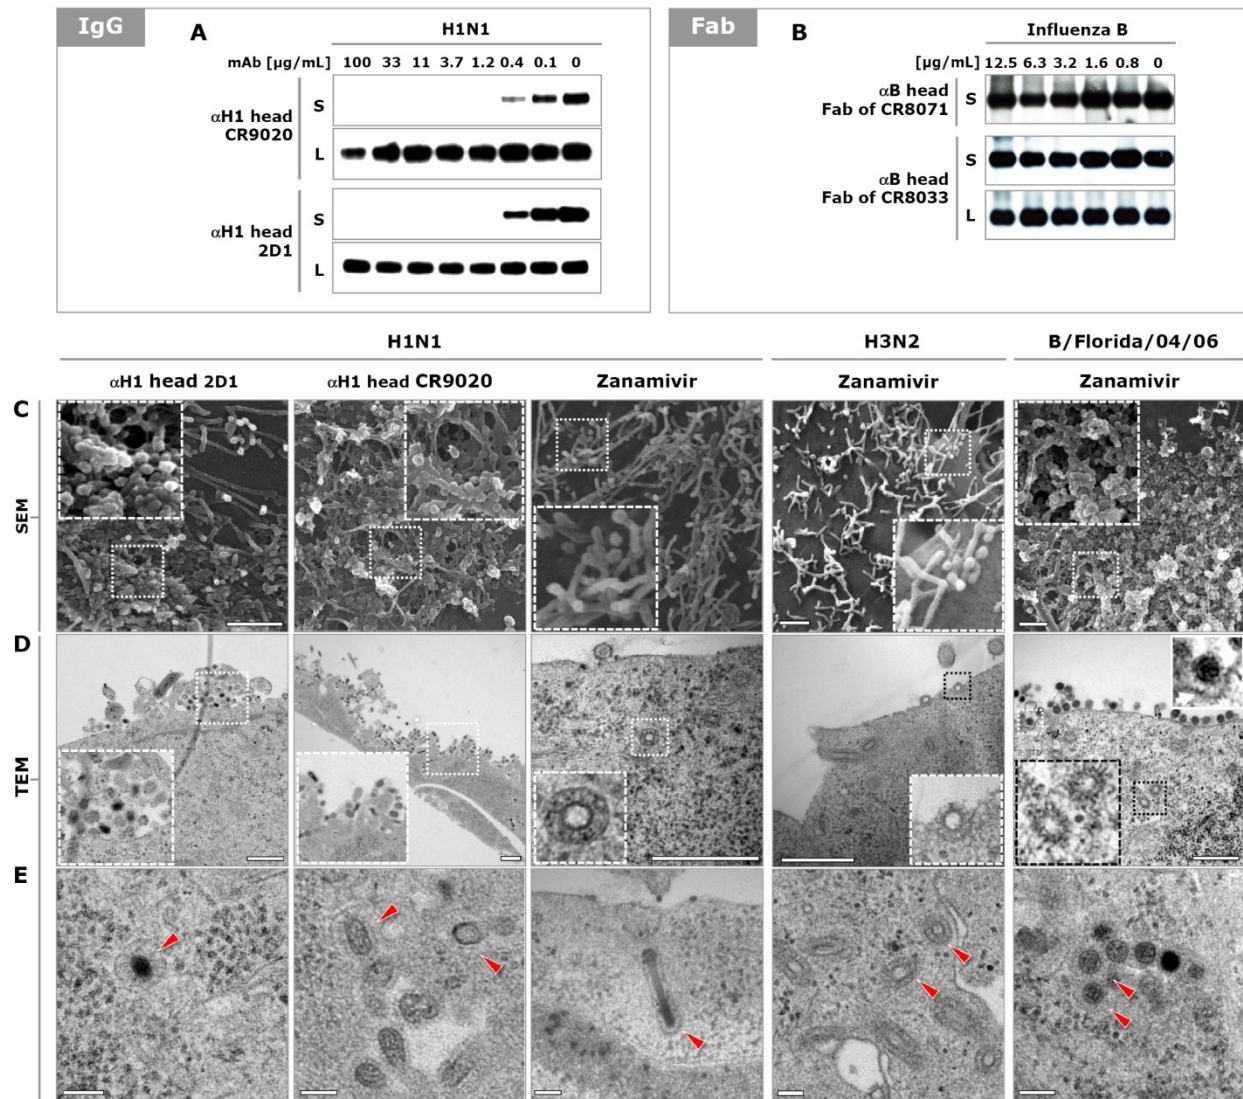 IgG
A
H1N1
mAb [µg/mL] 100 33 11 3.7 1.2 0.4 0.1 0
αH1 head
CR9020
S
L
αH1 head
2D1
S
L
Fab
B
Influenza B
[µg/mL] 12.5 6.3 3.2 1.6 0.8 0
αB head
Fab of CR8071
S
αB head
Fab of CR8033
S
L
H1N1 H3N2 B/Florida/04/06
αH1 head 2D1 αH1 head CR9020 Zanamivir Zanamivir Zanamivir
C
SEM
D
TEM
E